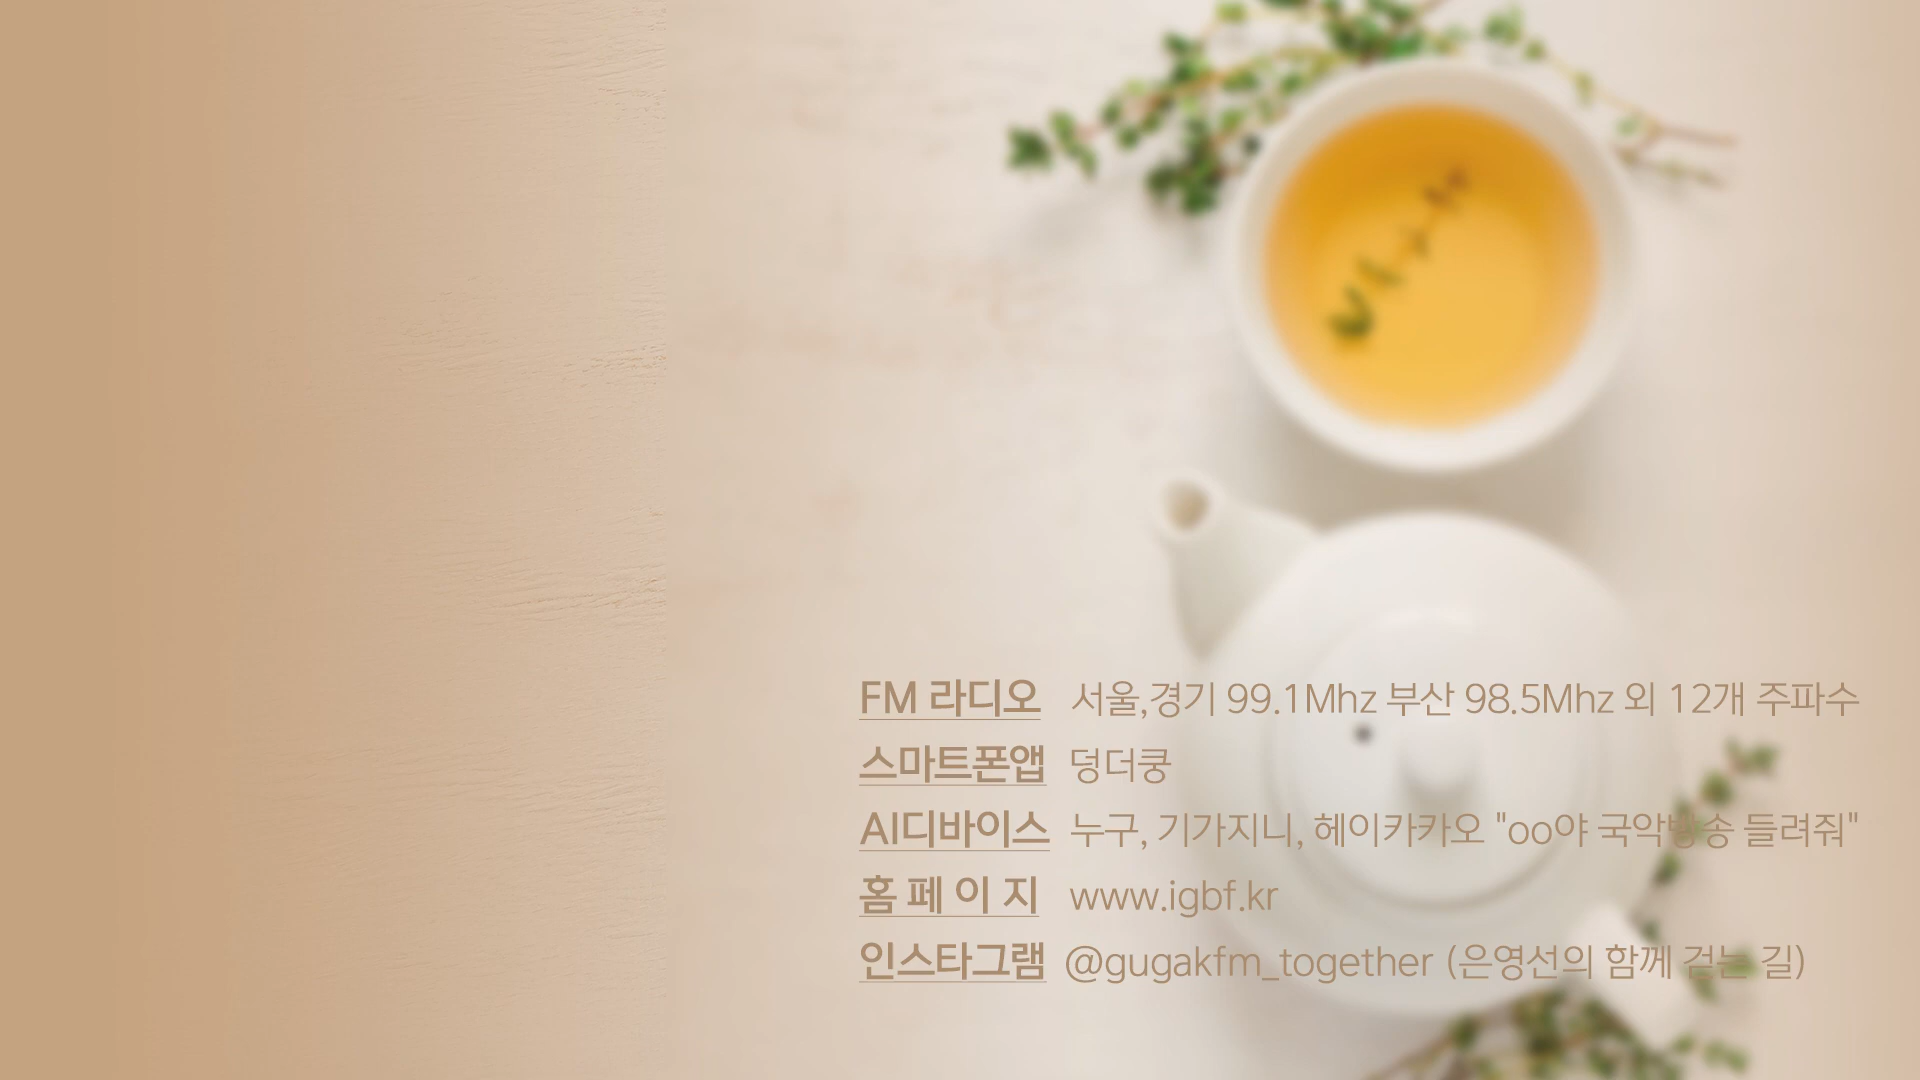 FM 라디오 서울,경기 99.1Mhz 부산 98.5Mhz 외 12개 주파수
스마트폰앱 덩더쿵
AI디바이스 누구, 기가지니, 헤이카카오 "oo야 국악방송 들려줘"
홈 페 이 지 www.igbf.kr
인스타그램 @gugakfm_together (은영선의 함께 걷는 길)